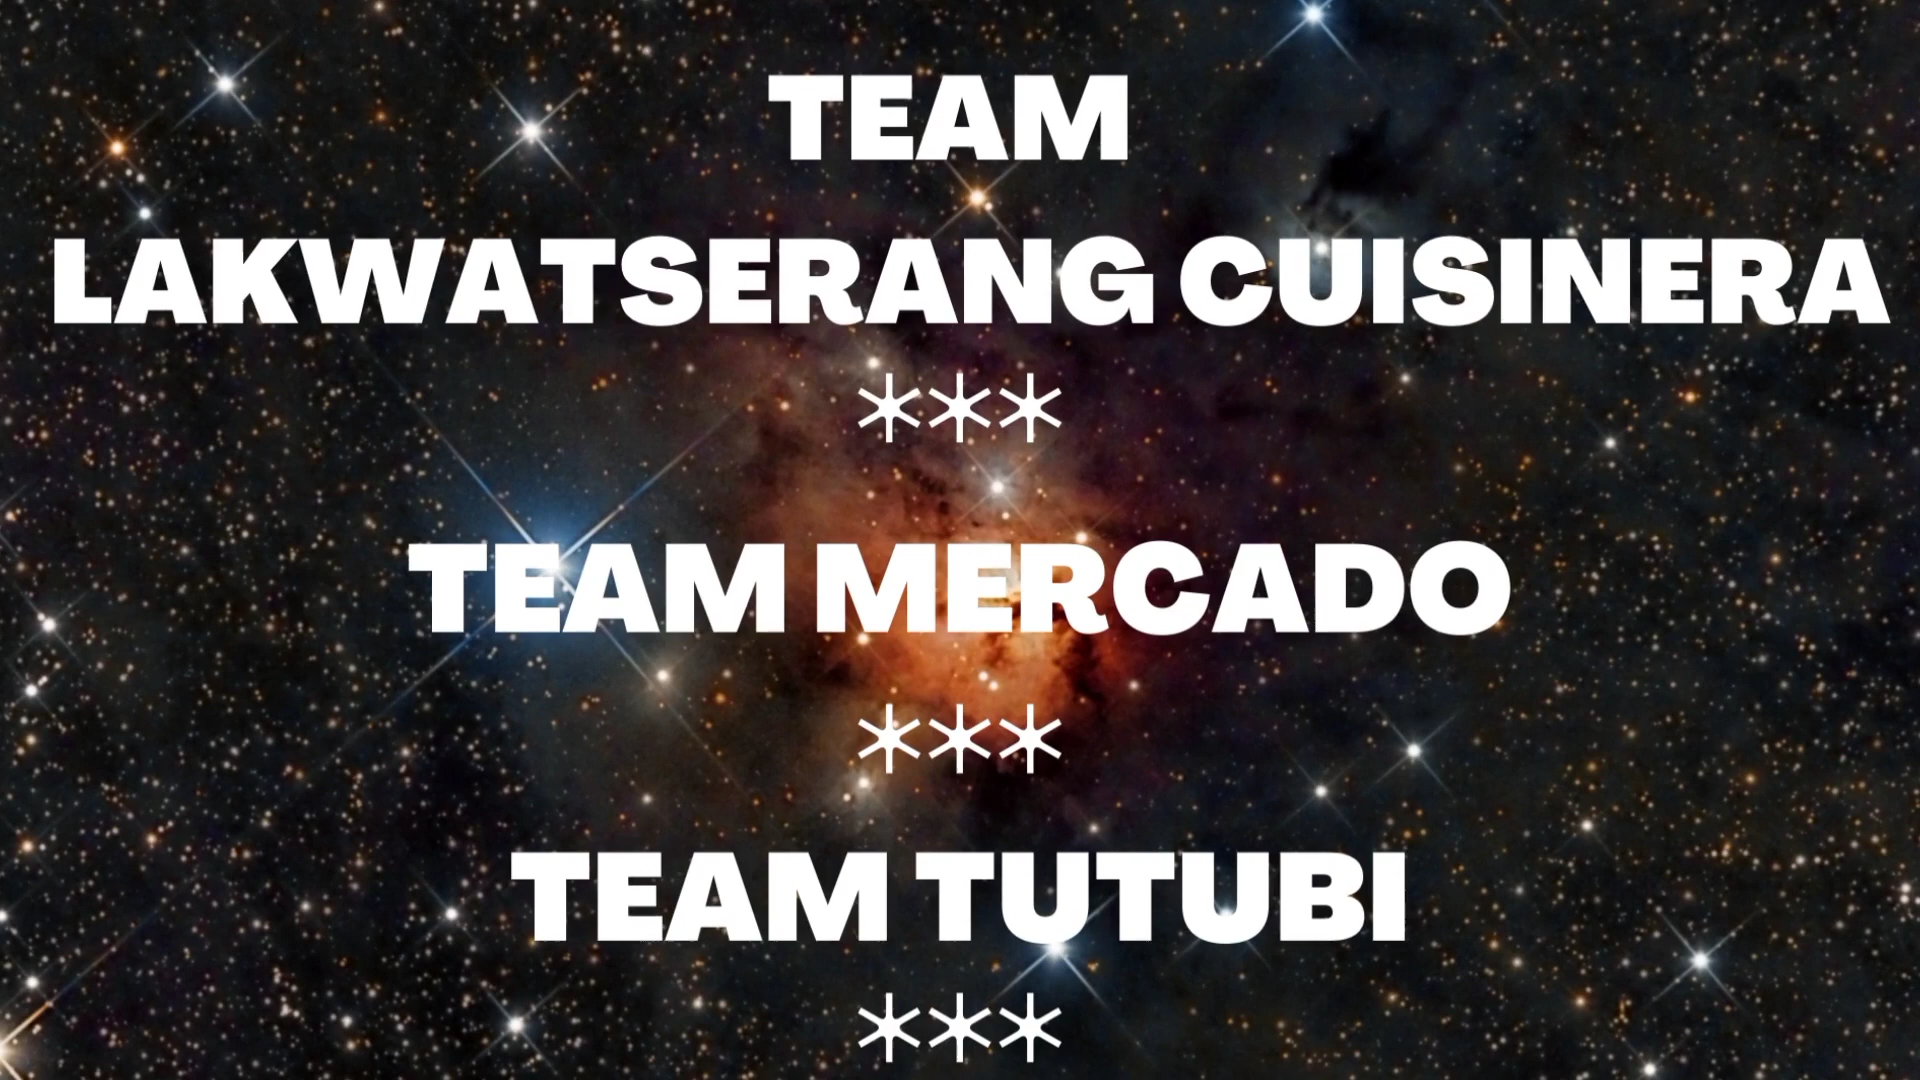 TEAM
LAKWATSERANG CUISINERA
***
TEAM MERCADO
***
TEAM TUTUBI
***